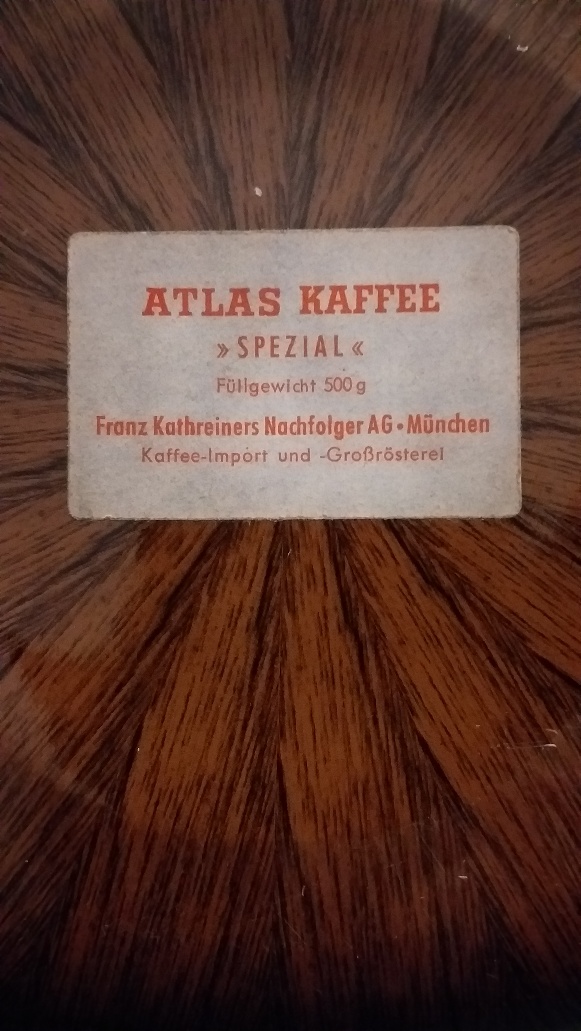 ATLAS KAFFEE
»SPEZIAL«
Füllgewicht 500 g
Franz Kathreiners Nachfolger AG • München
Kaffee-Import und -Großrösterei